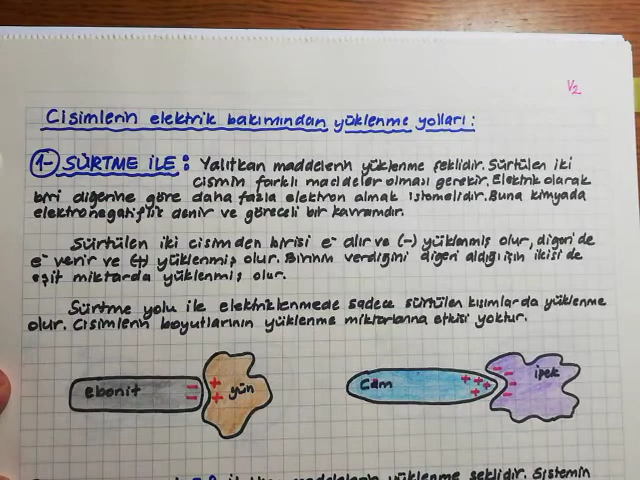 V2
Cisimlerin elektrik bakımından yüklenme yolları:
1-) SÜRTME İLE: Yalıtkan maddelerin yüklenme şeklidir. Sürtülen iki
cismin farklı maddeler olması gerekir. Elektrik olarak
biri diğerine göre daha fazla elektron almak istemelidir. Buna kimyada
elektronegatiflik denir ve göreceli bir kavramdır.
Sürtülen iki cisimden birisi e⁻ alır ve (-) yüklenmiş olur, diğeri de
e⁻ verir ve (+) yüklenmiş olur. Birinin verdiğini diğeri aldığı için ikisi de
eşit miktarda yüklenmiş olur.
Sürtme yolu ile elektriklenmede sadece sürtülen kısımlarda yüklenme
olur. Cisimlerin boyutlarının yüklenme miktarlarına etkisi yoktur.
ebonit - - + + yün
Cam + + + + - - - - ipek
maddelerin yüklenme şeklidir. Sistemin